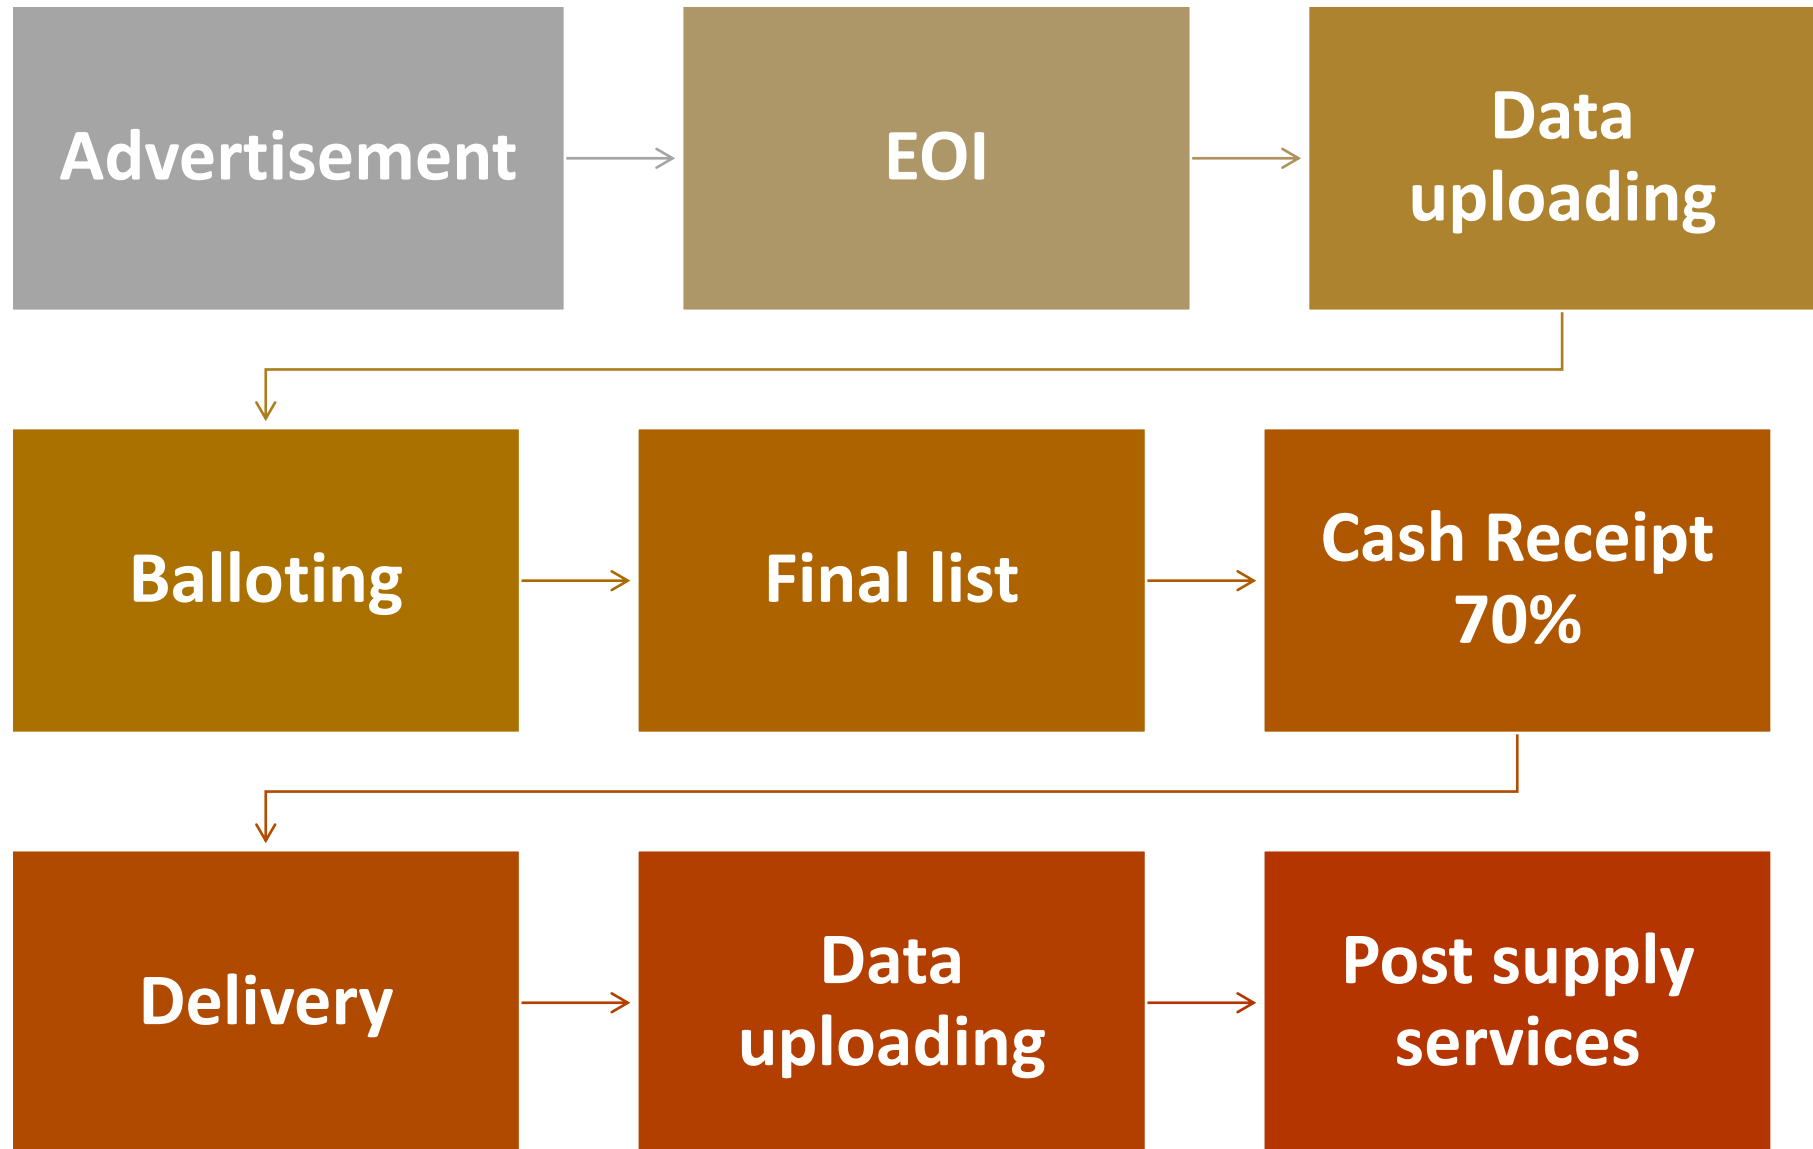 Advertisement
EOI
Data
uploading
Balloting
Final list
Cash Receipt
70%
Delivery
Data
uploading
Post supply
services